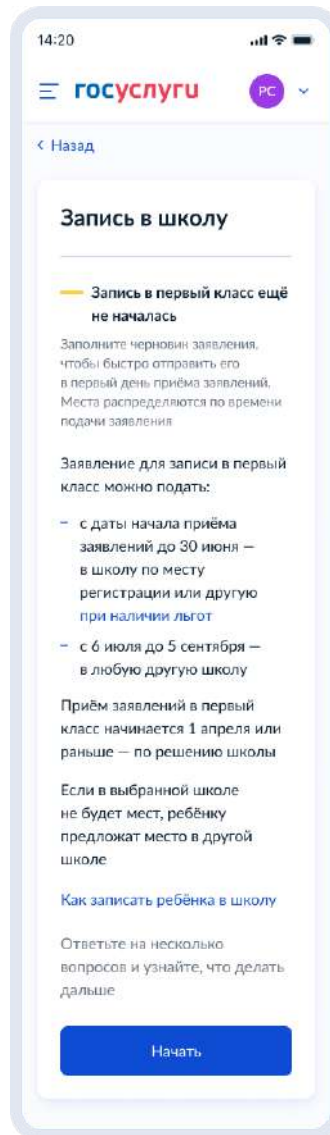 14:20
госуслуги
РС
Назад
Запись в школу
Запись в первый класс ещё
не началась
Заполните черновик заявления,
чтобы быстро отправить его
в первый день приёма заявлений.
Места распределяются по времени
подачи заявления
Заявление для записи в первый
класс можно подать:
– с даты начала приёма
заявлений до 30 июня —
в школу по месту
регистрации или другую
при наличии льгот
– с 6 июля до 5 сентября —
в любую другую школу
Приём заявлений в первый
класс начинается 1 апреля или
раньше — по решению школы
Если в выбранной школе
не будет мест, ребёнку
предложат место в другой
школе
Как записать ребёнка в школу
Ответьте на несколько
вопросов и узнайте, что делать
дальше
Начать